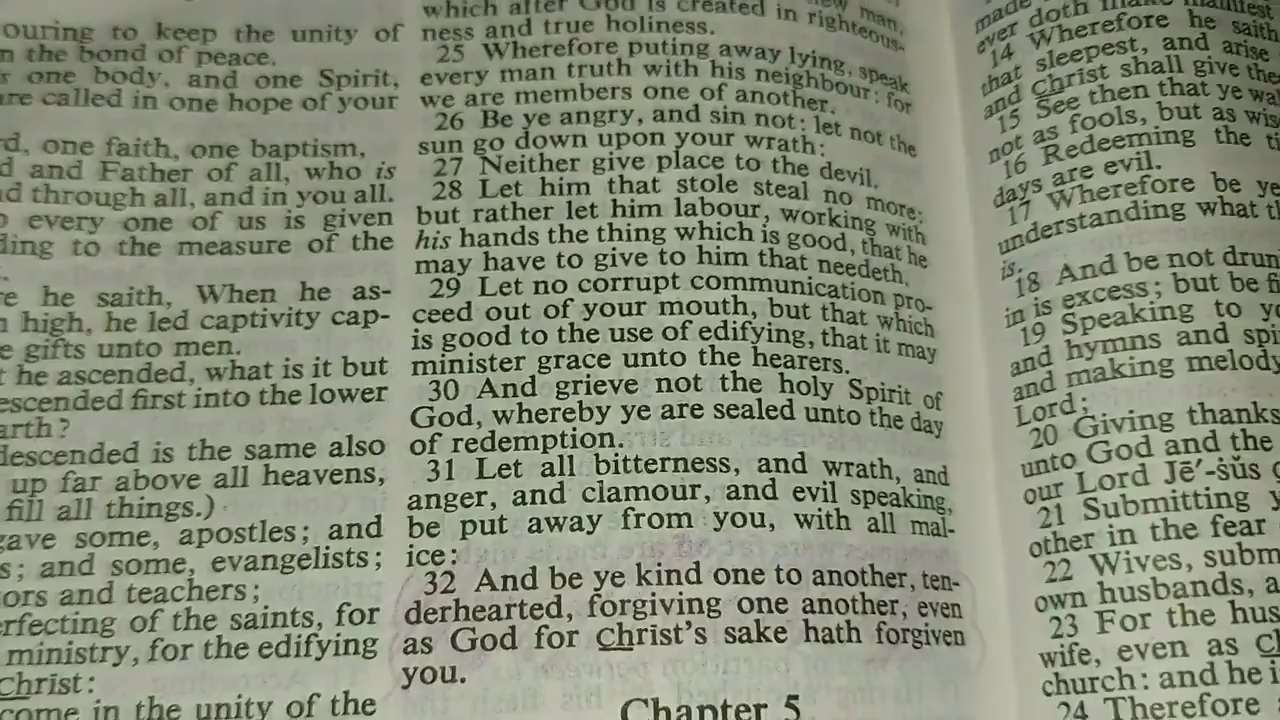 ouring to keep the unity of
the bond of peace.
one body, and one Spirit,
are called in one hope of your
one faith, one baptism,
and Father of all, who is
through all, and in you all.
every one of us is given
ding to the measure of the
he saith, When he as-
high, he led captivity cap-
gifts unto men.
he ascended, what is it but
escended first into the lower
arth?
descended is the same also
up far above all heavens,
fill all things.)
gave some, apostles; and
and some, evangelists;
ors and teachers;
erfecting of the saints, for
ministry, for the edifying
Christ:
come in the unity of the
which after God is created in righteous-
ness and true holiness.
25 Wherefore puting away lying, speak
every man truth with his neighbour: for
we are members one of another.
26 Be ye angry, and sin not: let not the
sun go down upon your wrath:
27 Neither give place to the devil.
28 Let him that stole steal no more:
but rather let him labour, working with
his hands the thing which is good, that he
may have to give to him that needeth.
29 Let no corrupt communication pro-
ceed out of your mouth, but that which
is good to the use of edifying, that it may
minister grace unto the hearers.
30 And grieve not the holy Spirit of
God, whereby ye are sealed unto the day
of redemption.
31 Let all bitterness, and wrath, and
anger, and clamour, and evil speaking,
be put away from you, with all mal-
ice:
32 And be ye kind one to another, ten-
derhearted, forgiving one another, even
as God for christ's sake hath forgiven
you.
Chapter 5
made
ever doth make manifest
14 Wherefore he saith
that sleepest, and arise
and Christ shall give the
15 See then that ye wal
not as fools, but as wis
16 Redeeming the ti
days are evil.
17 Wherefore be ye
understanding what th
is.
18 And be not drun
in is excess; but be fi
19 Speaking to yo
and hymns and spi
and making melody
Lord;
20 Giving thanks
unto God and the
our Lord Jē′-ṡŭs
21 Submitting y
other in the fear
22 Wives, subm
own husbands, a
23 For the hus
wife, even as
church: and he i
24 Therefore